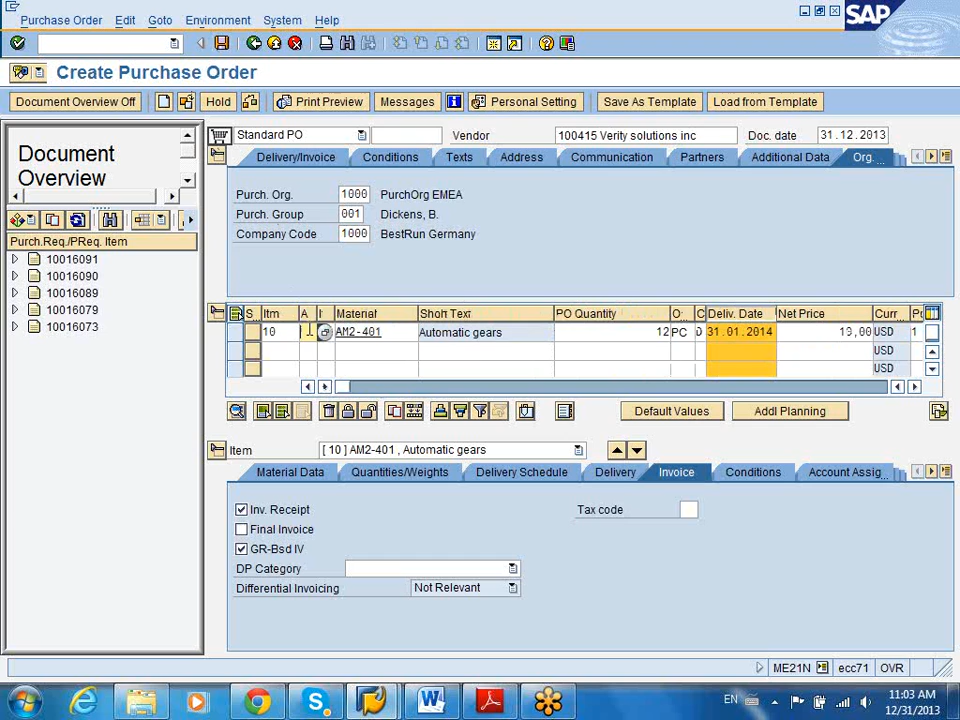 Purchase Order Edit Goto Environment System Help
SAP
Create Purchase Order
Document Overview Off Hold Print Preview Messages Personal Setting Save As Template Load from Template
Document Overview
Purch.Req./PReq. Item
10016091
10016090
10016089
10016079
10016073
Standard PO Vendor 100415 Verity solutions inc Doc. date 31.12.2013
Delivery/Invoice Conditions Texts Address Communication Partners Additional Data Org. ...
Purch. Org. 1000 PurchOrg EMEA
Purch. Group 001 Dickens, B.
Company Code 1000 BestRun Germany
S Itm A I Material Short Text PO Quantity O C Deliv. Date Net Price Curr...
10 AM2-401 Automatic gears 12 PC D 31.01.2014 USD 1
USD
USD
Default Values Addl Planning
Item [ 10 ] AM2-401 , Automatic gears
Material Data Quantities/Weights Delivery Schedule Delivery Invoice Conditions Account Assig...
Inv. Receipt Tax code
Final Invoice
GR-Bsd IV
DP Category
Differential Invoicing Not Relevant
ME21N ecc71 OVR
EN 11:03 AM
12/31/2013